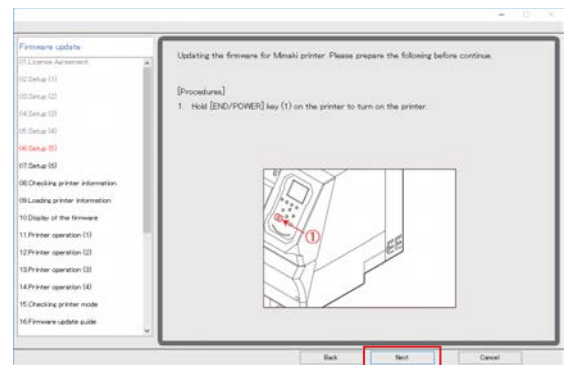 Firmware update
01.License Agreement
02.Setup (1)
03.Setup (2)
04.Setup (3)
05.Setup (4)
06.Setup (5)
07.Setup (6)
08.Checking printer information
09.Loading printer information
10.Display of the firmware
11.Printer operation (1)
12.Printer operation (2)
13.Printer operation (3)
14.Printer operation (4)
15.Checking printer mode
16.Firmware update guide
Updating the firmware for Mimaki printer. Please prepare the following before continue.
[Procedures]
1. Hold [END/POWER] key (1) on the printer to turn on the printer.
1
Back
Next
Cancel